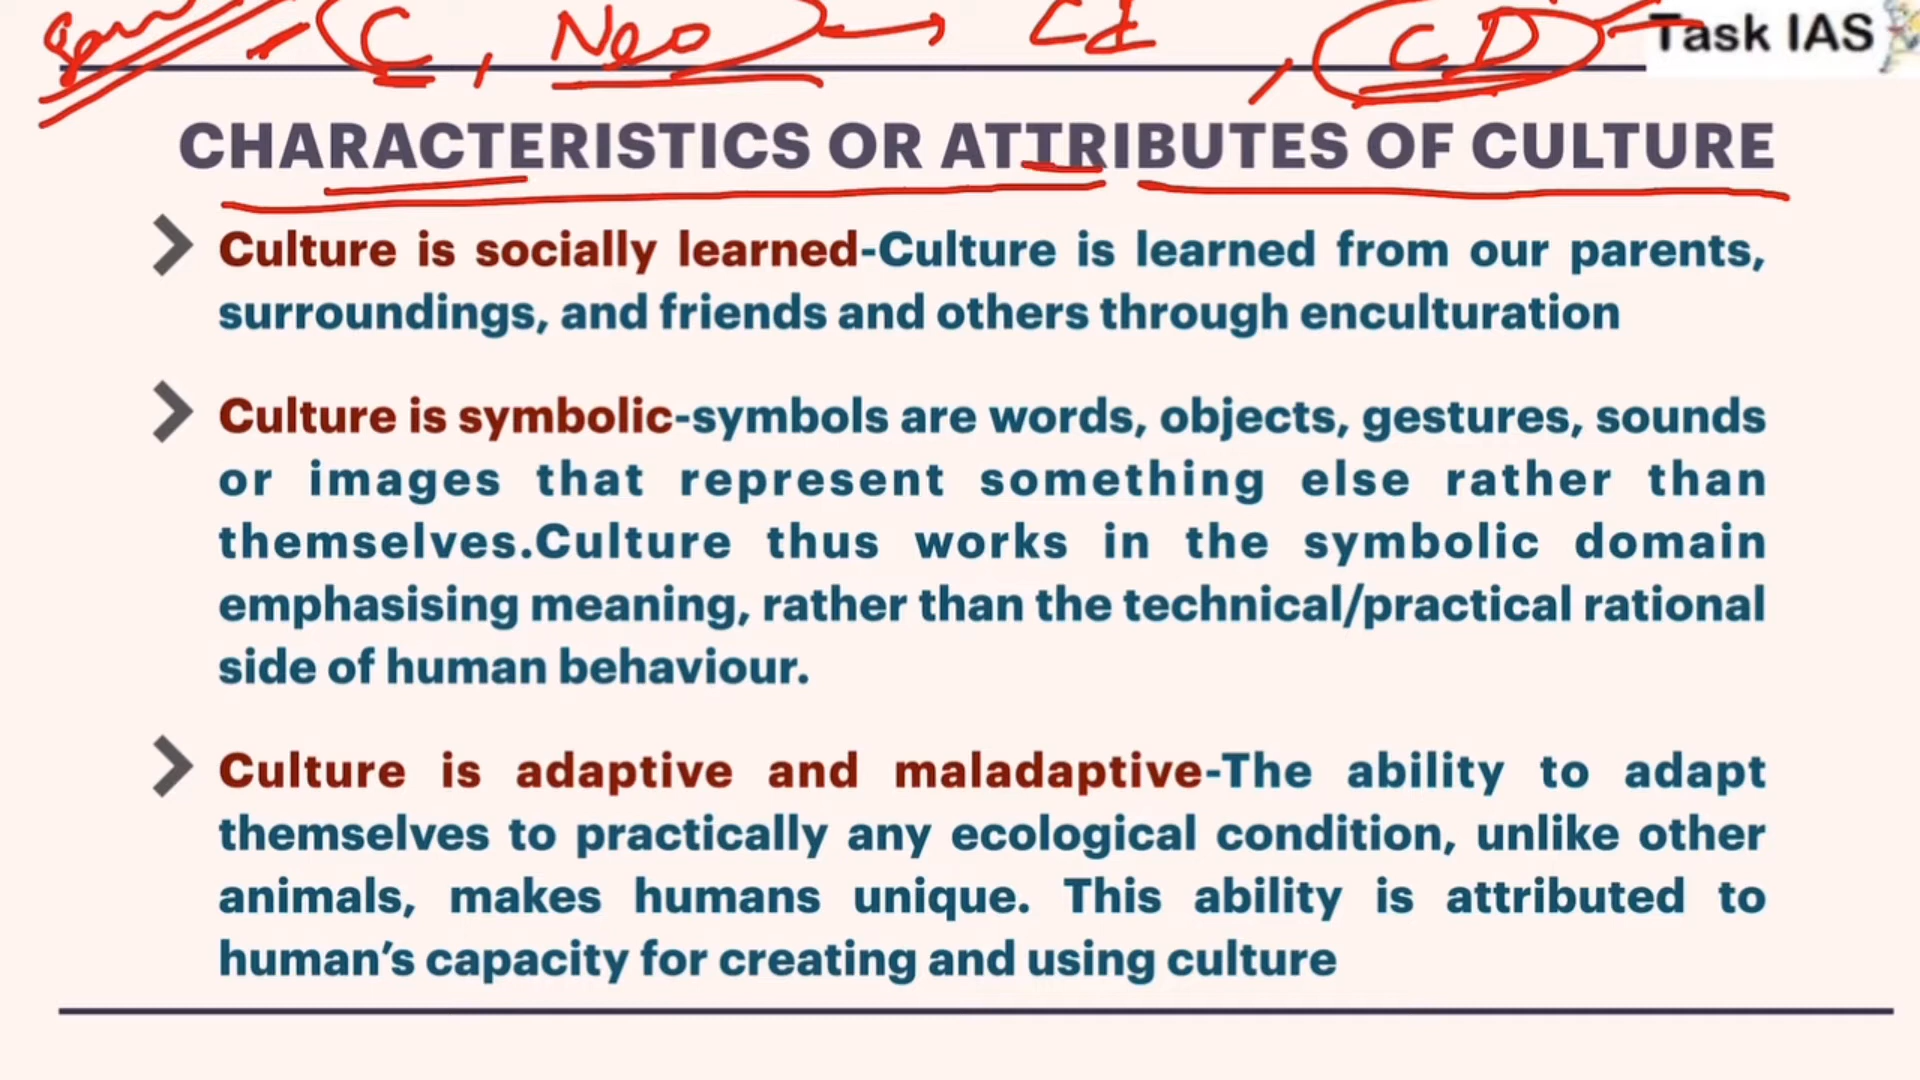 C, Neo → CE, CD
Task IAS
CHARACTERISTICS OR ATTRIBUTES OF CULTURE
Culture is socially learned-Culture is learned from our parents,
surroundings, and friends and others through enculturation
Culture is symbolic-symbols are words, objects, gestures, sounds
or images that represent something else rather than
themselves.Culture thus works in the symbolic domain
emphasising meaning, rather than the technical/practical rational
side of human behaviour.
Culture is adaptive and maladaptive-The ability to adapt
themselves to practically any ecological condition, unlike other
animals, makes humans unique. This ability is attributed to
human's capacity for creating and using culture